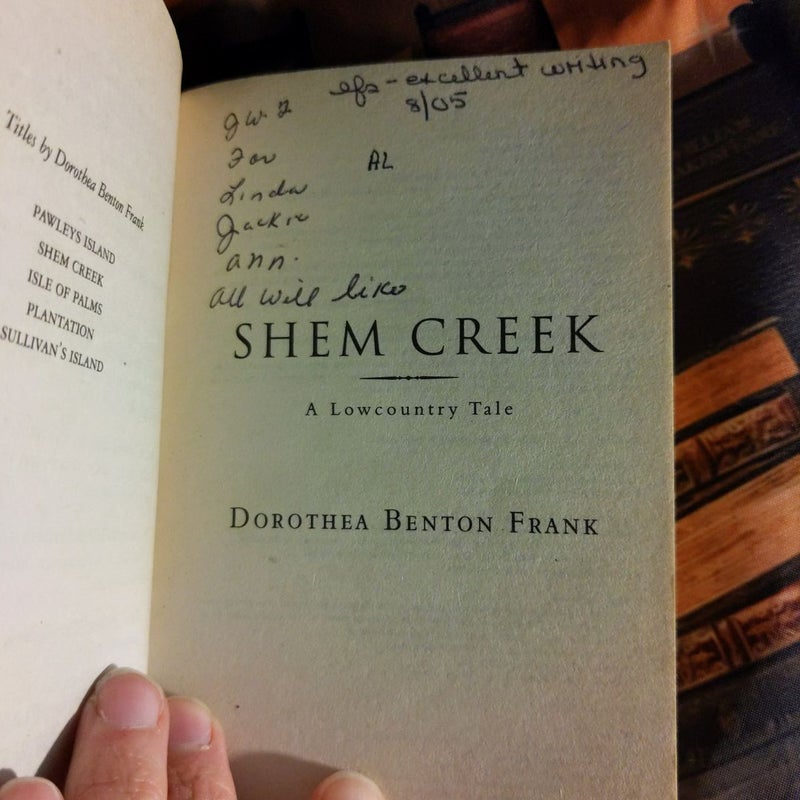 Titles by Dorothea Benton Frank
PAWLEYS ISLAND
SHEM CREEK
ISLE OF PALMS
PLANTATION
SULLIVAN'S ISLAND
efs - excellent writing
8/05
JW2
For
AL
Linda
Jackie
ann.
all will like
SHEM CREEK
A Lowcountry Tale
DOROTHEA BENTON FRANK